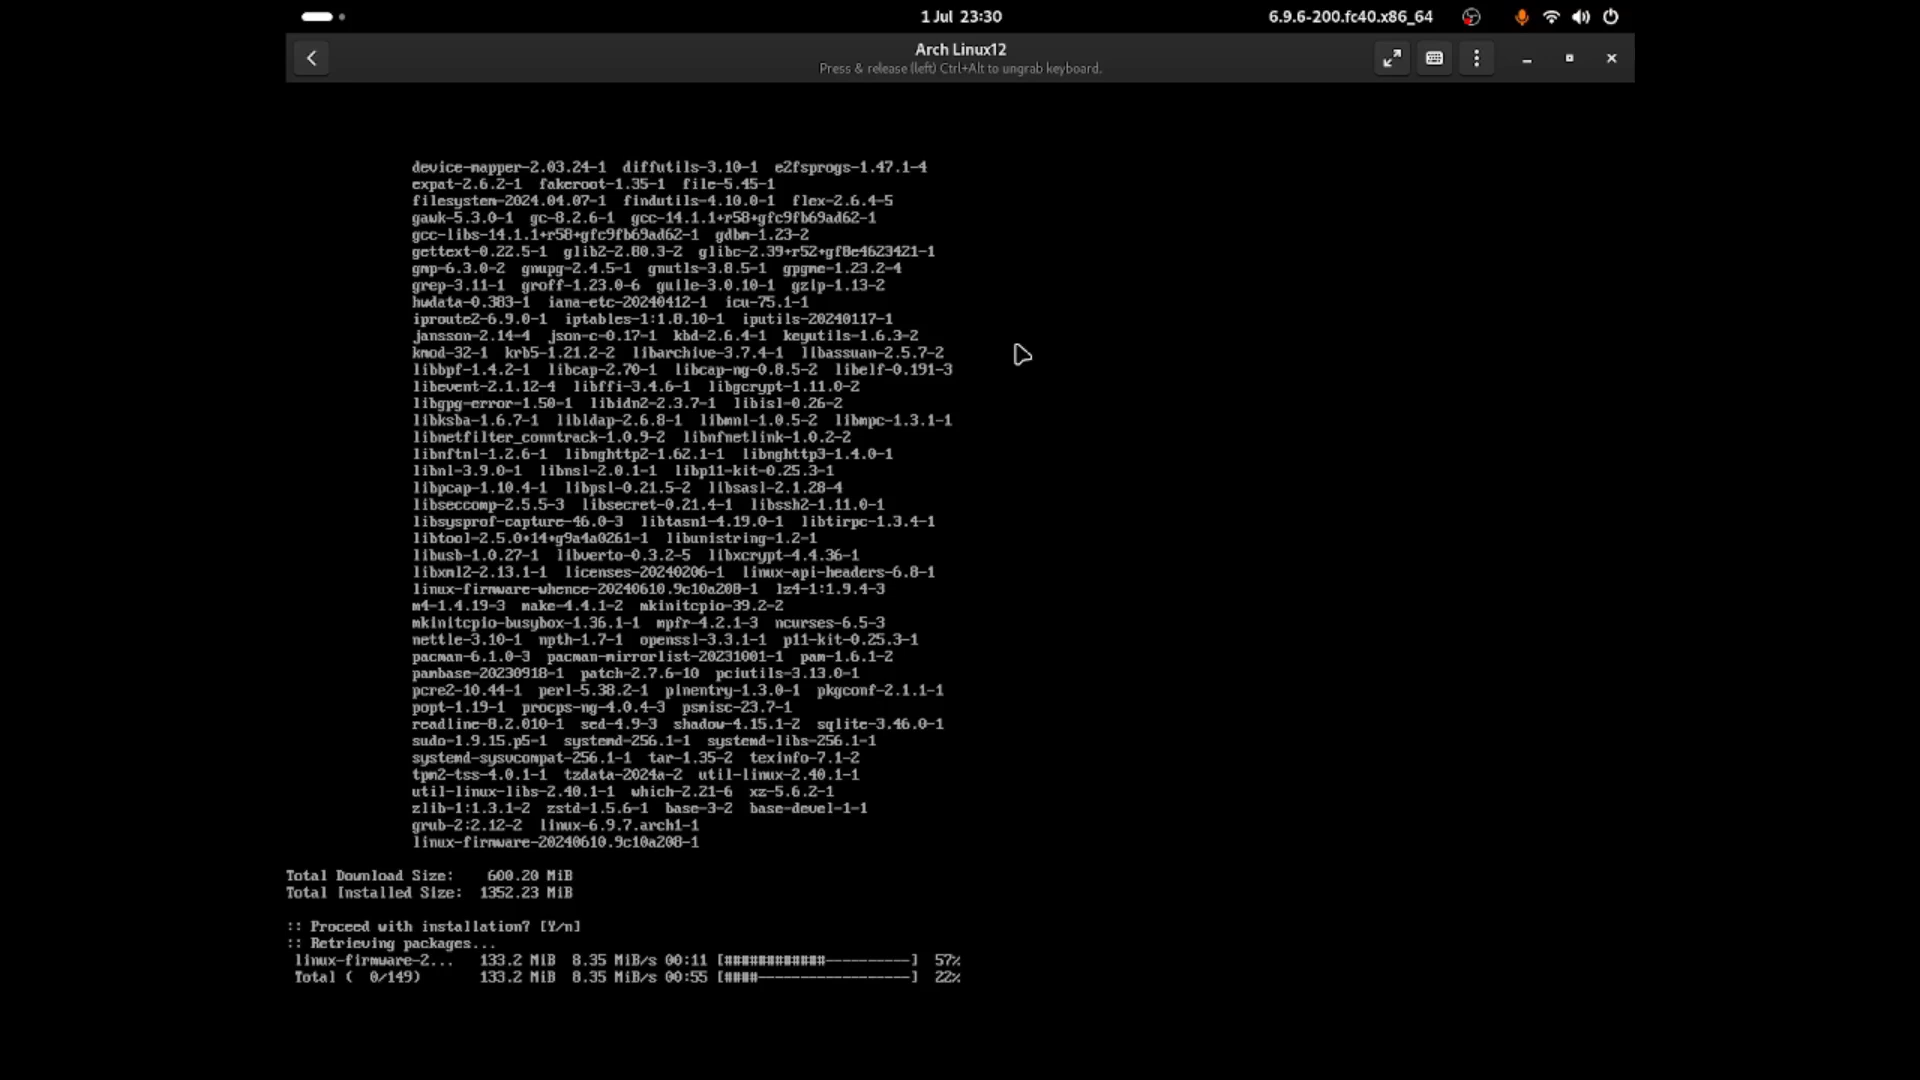 1 Jul 23:30
6.9.6-200.fc40.x86_64
Arch Linux12
Press & release (left) Ctrl+Alt to ungrab keyboard.
device-mapper-2.03.24-1 diffutils-3.10-1 e2fsprogs-1.47.1-4
expat-2.6.2-1 fakeroot-1.35-1 file-5.45-1
filesystem-2024.04.07-1 findutils-4.10.0-1 flex-2.6.4-5
gawk-5.3.0-1 gc-8.2.6-1 gcc-14.1.1+r58+gfc9fb69ad62-1
gcc-libs-14.1.1+r58+gfc9fb69ad62-1 gdbm-1.23-2
gettext-0.22.5-1 glib2-2.80.3-2 glibc-2.39+r52+gf8e4623421-1
gmp-6.3.0-2 gnupg-2.4.5-1 gnutls-3.8.5-1 gpgme-1.23.2-4
grep-3.11-1 groff-1.23.0-6 guile-3.0.10-1 gzip-1.13-2
hwdata-0.383-1 iana-etc-20240412-1 icu-75.1-1
iproute2-6.9.0-1 iptables-1:1.8.10-1 iputils-20240117-1
jansson-2.14-4 json-c-0.17-1 kbd-2.6.4-1 keyutils-1.6.3-2
kmod-32-1 krb5-1.21.2-2 libarchive-3.7.4-1 libassuan-2.5.7-2
libbpf-1.4.2-1 libcap-2.70-1 libcap-ng-0.8.5-2 libelf-0.191-3
libevent-2.1.12-4 libffi-3.4.6-1 libgcrypt-1.11.0-2
libgpg-error-1.50-1 libidn2-2.3.7-1 libisl-0.26-2
libksba-1.6.7-1 libldap-2.6.8-1 libmnl-1.0.5-2 libmpc-1.3.1-1
libnetfilter_conntrack-1.0.9-2 libnfnetlink-1.0.2-2
libnftnl-1.2.6-1 libnghttp2-1.62.1-1 libnghttp3-1.4.0-1
libnl-3.9.0-1 libnsl-2.0.1-1 libp11-kit-0.25.3-1
libpcap-1.10.4-1 libpsl-0.21.5-2 libsasl-2.1.28-4
libseccomp-2.5.5-3 libsecret-0.21.4-1 libssh2-1.11.0-1
libsysprof-capture-46.0-3 libtasn1-4.19.0-1 libtirpc-1.3.4-1
libtool-2.5.0+14+g9a4a0261-1 libunistring-1.2-1
libusb-1.0.27-1 libverto-0.3.2-5 libxcrypt-4.4.36-1
libxml2-2.13.1-1 licenses-20240206-1 linux-api-headers-6.8-1
linux-firmware-whence-20240610.9c10a208-1 lz4-1:1.9.4-3
m4-1.4.19-3 make-4.4.1-2 mkinitcpio-39.2-2
mkinitcpio-busybox-1.36.1-1 mpfr-4.2.1-3 ncurses-6.5-3
nettle-3.10-1 npth-1.7-1 openssl-3.3.1-1 p11-kit-0.25.3-1
pacman-6.1.0-3 pacman-mirrorlist-20231001-1 pam-1.6.1-2
pambase-20230918-1 patch-2.7.6-10 pciutils-3.13.0-1
pcre2-10.44-1 perl-5.38.2-1 pinentry-1.3.0-1 pkgconf-2.1.1-1
popt-1.19-1 procps-ng-4.0.4-3 psmisc-23.7-1
readline-8.2.010-1 sed-4.9-3 shadow-4.15.1-2 sqlite-3.46.0-1
sudo-1.9.15.p5-1 systemd-256.1-1 systemd-libs-256.1-1
systemd-sysvcompat-256.1-1 tar-1.35-2 texinfo-7.1-2
tpm2-tss-4.0.1-1 tzdata-2024a-2 util-linux-2.40.1-1
util-linux-libs-2.40.1-1 which-2.21-6 xz-5.6.2-1
zlib-1:1.3.1-2 zstd-1.5.6-1 base-3-2 base-devel-1-1
grub-2:2.12-2 linux-6.9.7.arch1-1
linux-firmware-20240610.9c10a208-1
Total Download Size: 600.20 MiB
Total Installed Size: 1352.23 MiB
:: Proceed with installation? [Y/n]
:: Retrieving packages...
linux-firmware-2... 133.2 MiB 8.35 MiB/s 00:11 [############----------] 57%
Total ( 0/149) 133.2 MiB 8.35 MiB/s 00:55 [####------------------] 22%